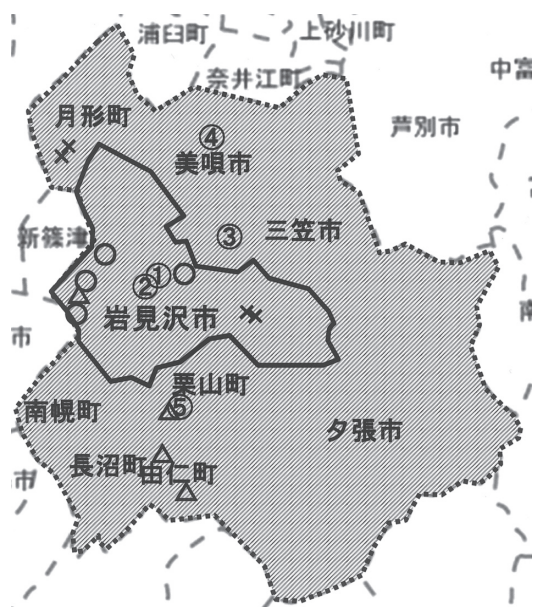 浦臼町
上砂川町
奈井江町
中富
月形町
芦別市
④
美唄市
新篠津
③
三笠市
①
②
岩見沢市
市
栗山町
⑤
南幌町
夕張市
長沼町
由仁町
市
南